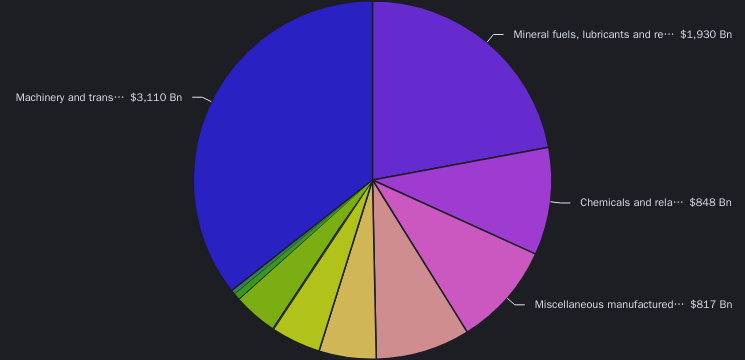 Mineral fuels, lubricants and re··· $1,930 Bn
Machinery and trans··· $3,110 Bn
Chemicals and rela··· $848 Bn
Miscellaneous manufactured··· $817 Bn